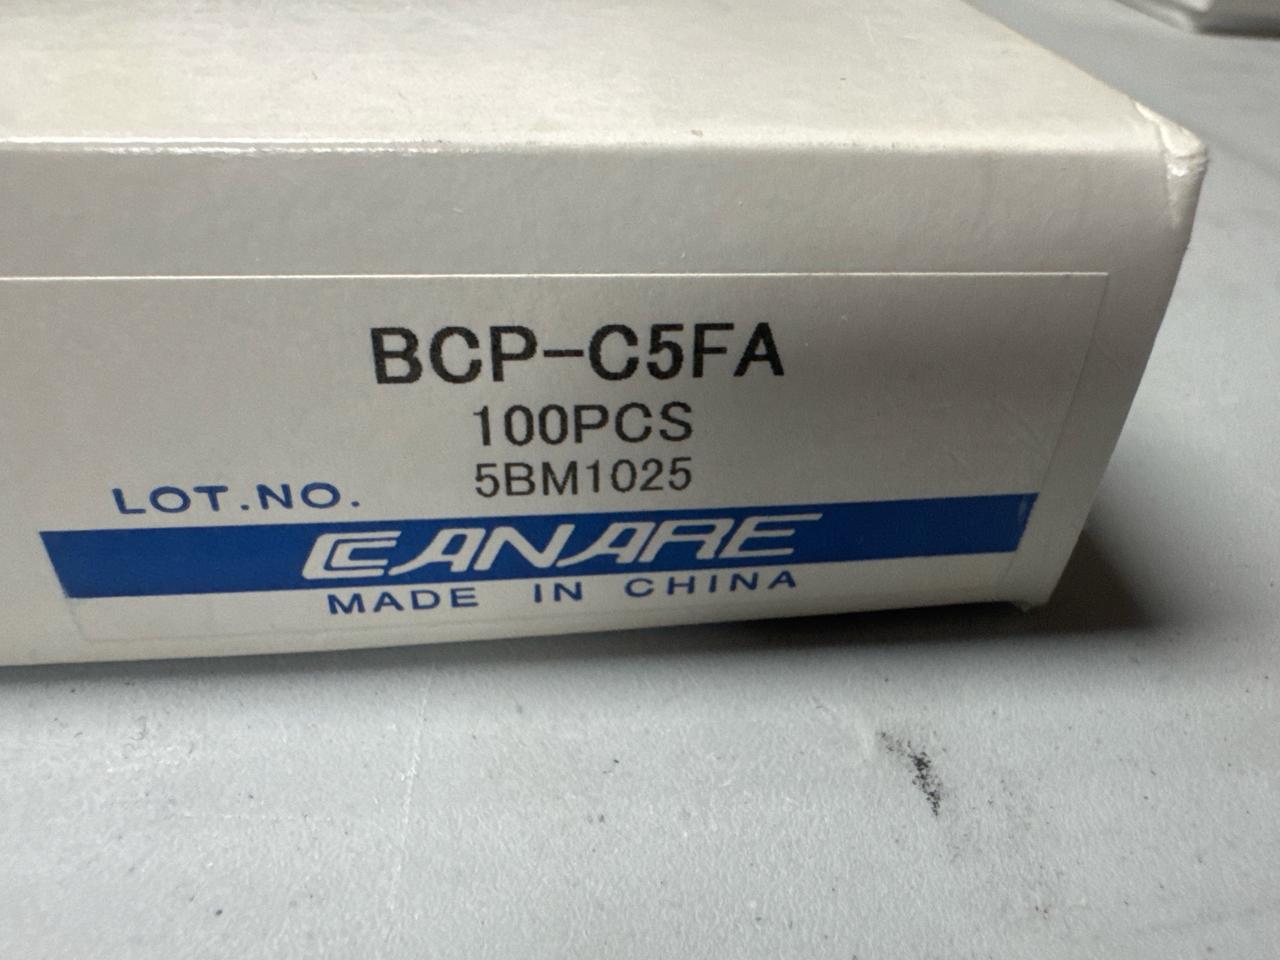 BCP-C5FA
100PCS
LOT.NO. 5BM1025
CANARE
MADE IN CHINA